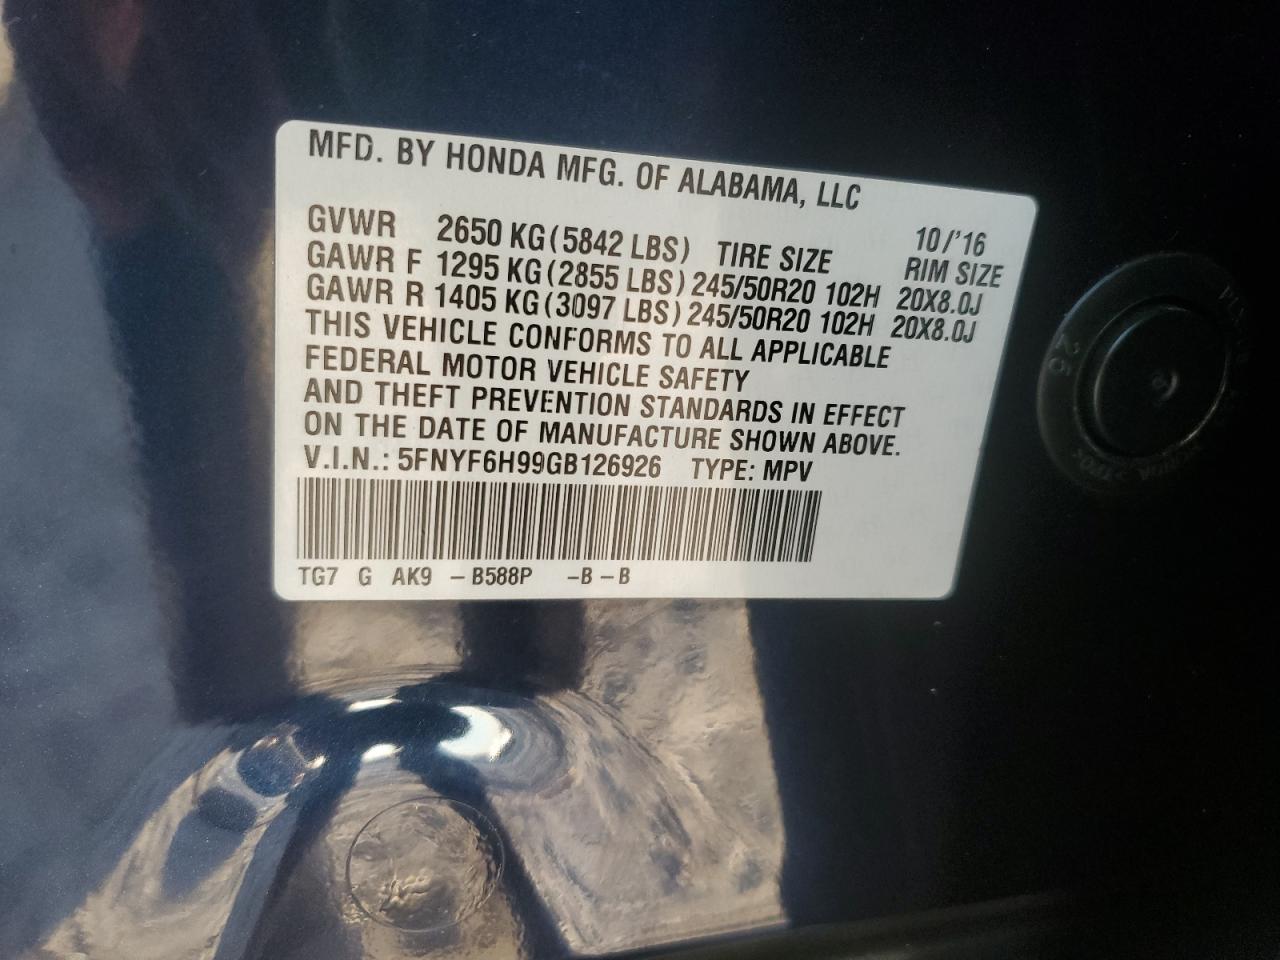 MFD. BY HONDA MFG. OF ALABAMA, LLC
10/'16
GVWR 2650 KG(5842 LBS) TIRE SIZE RIM SIZE
GAWR F 1295 KG(2855 LBS)245/50R20 102H 20X8.0J
GAWR R 1405 KG(3097 LBS)245/50R20 102H 20X8.0J
THIS VEHICLE CONFORMS TO ALL APPLICABLE
FEDERAL MOTOR VEHICLE SAFETY
AND THEFT PREVENTION STANDARDS IN EFFECT
ON THE DATE OF MANUFACTURE SHOWN ABOVE.
V.I.N.: 5FNYF6H99GB126926 TYPE: MPV
TG7 G AK9 -B588P -B -B
26